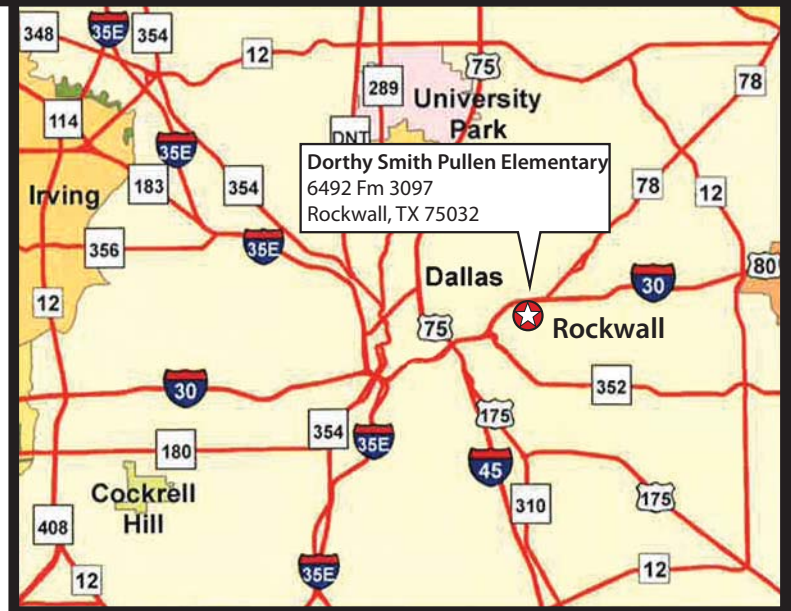 348
35E
354
12
75
78
289
University
Park
114
DNT
Dorthy Smith Pullen Elementary
6492 Fm 3097
Rockwall, TX 75032
35E
183
354
78
12
Irving
356
35E
80
Dallas
30
12
75
Rockwall
30
352
354
175
35E
180
45
Cockrell
Hill
310
175
408
12
35E
12